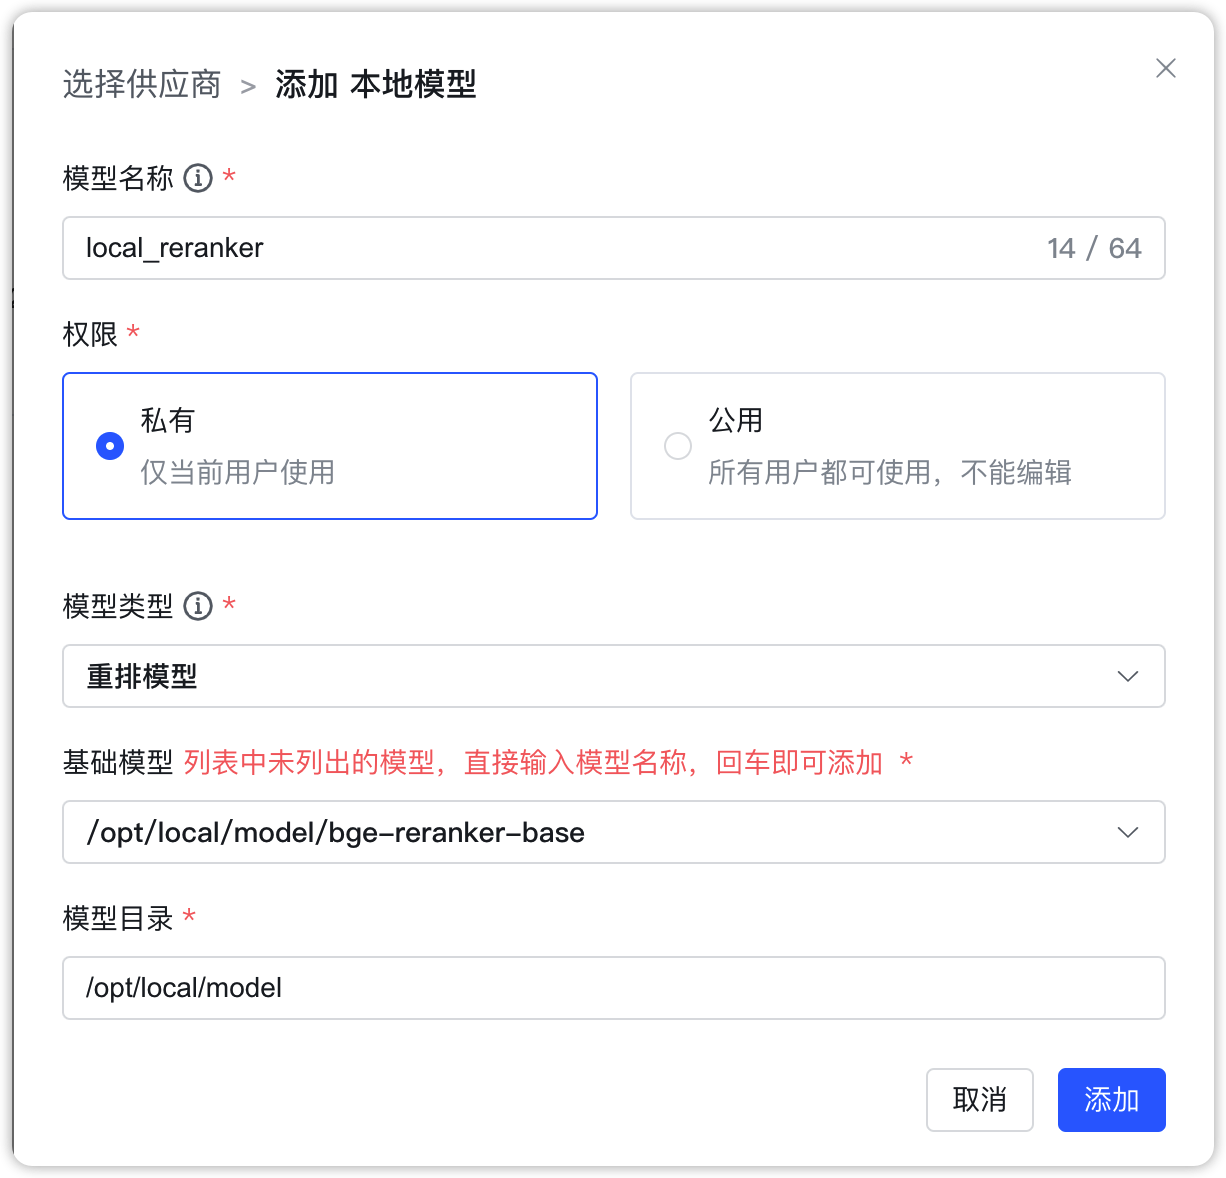 选择供应商 > 添加 本地模型
模型名称 *
local_reranker 14 / 64
权限 *
私有
仅当前用户使用
公用
所有用户都可使用，不能编辑
模型类型 *
重排模型
基础模型 列表中未列出的模型，直接输入模型名称，回车即可添加 *
/opt/local/model/bge-reranker-base
模型目录 *
/opt/local/model
取消 添加